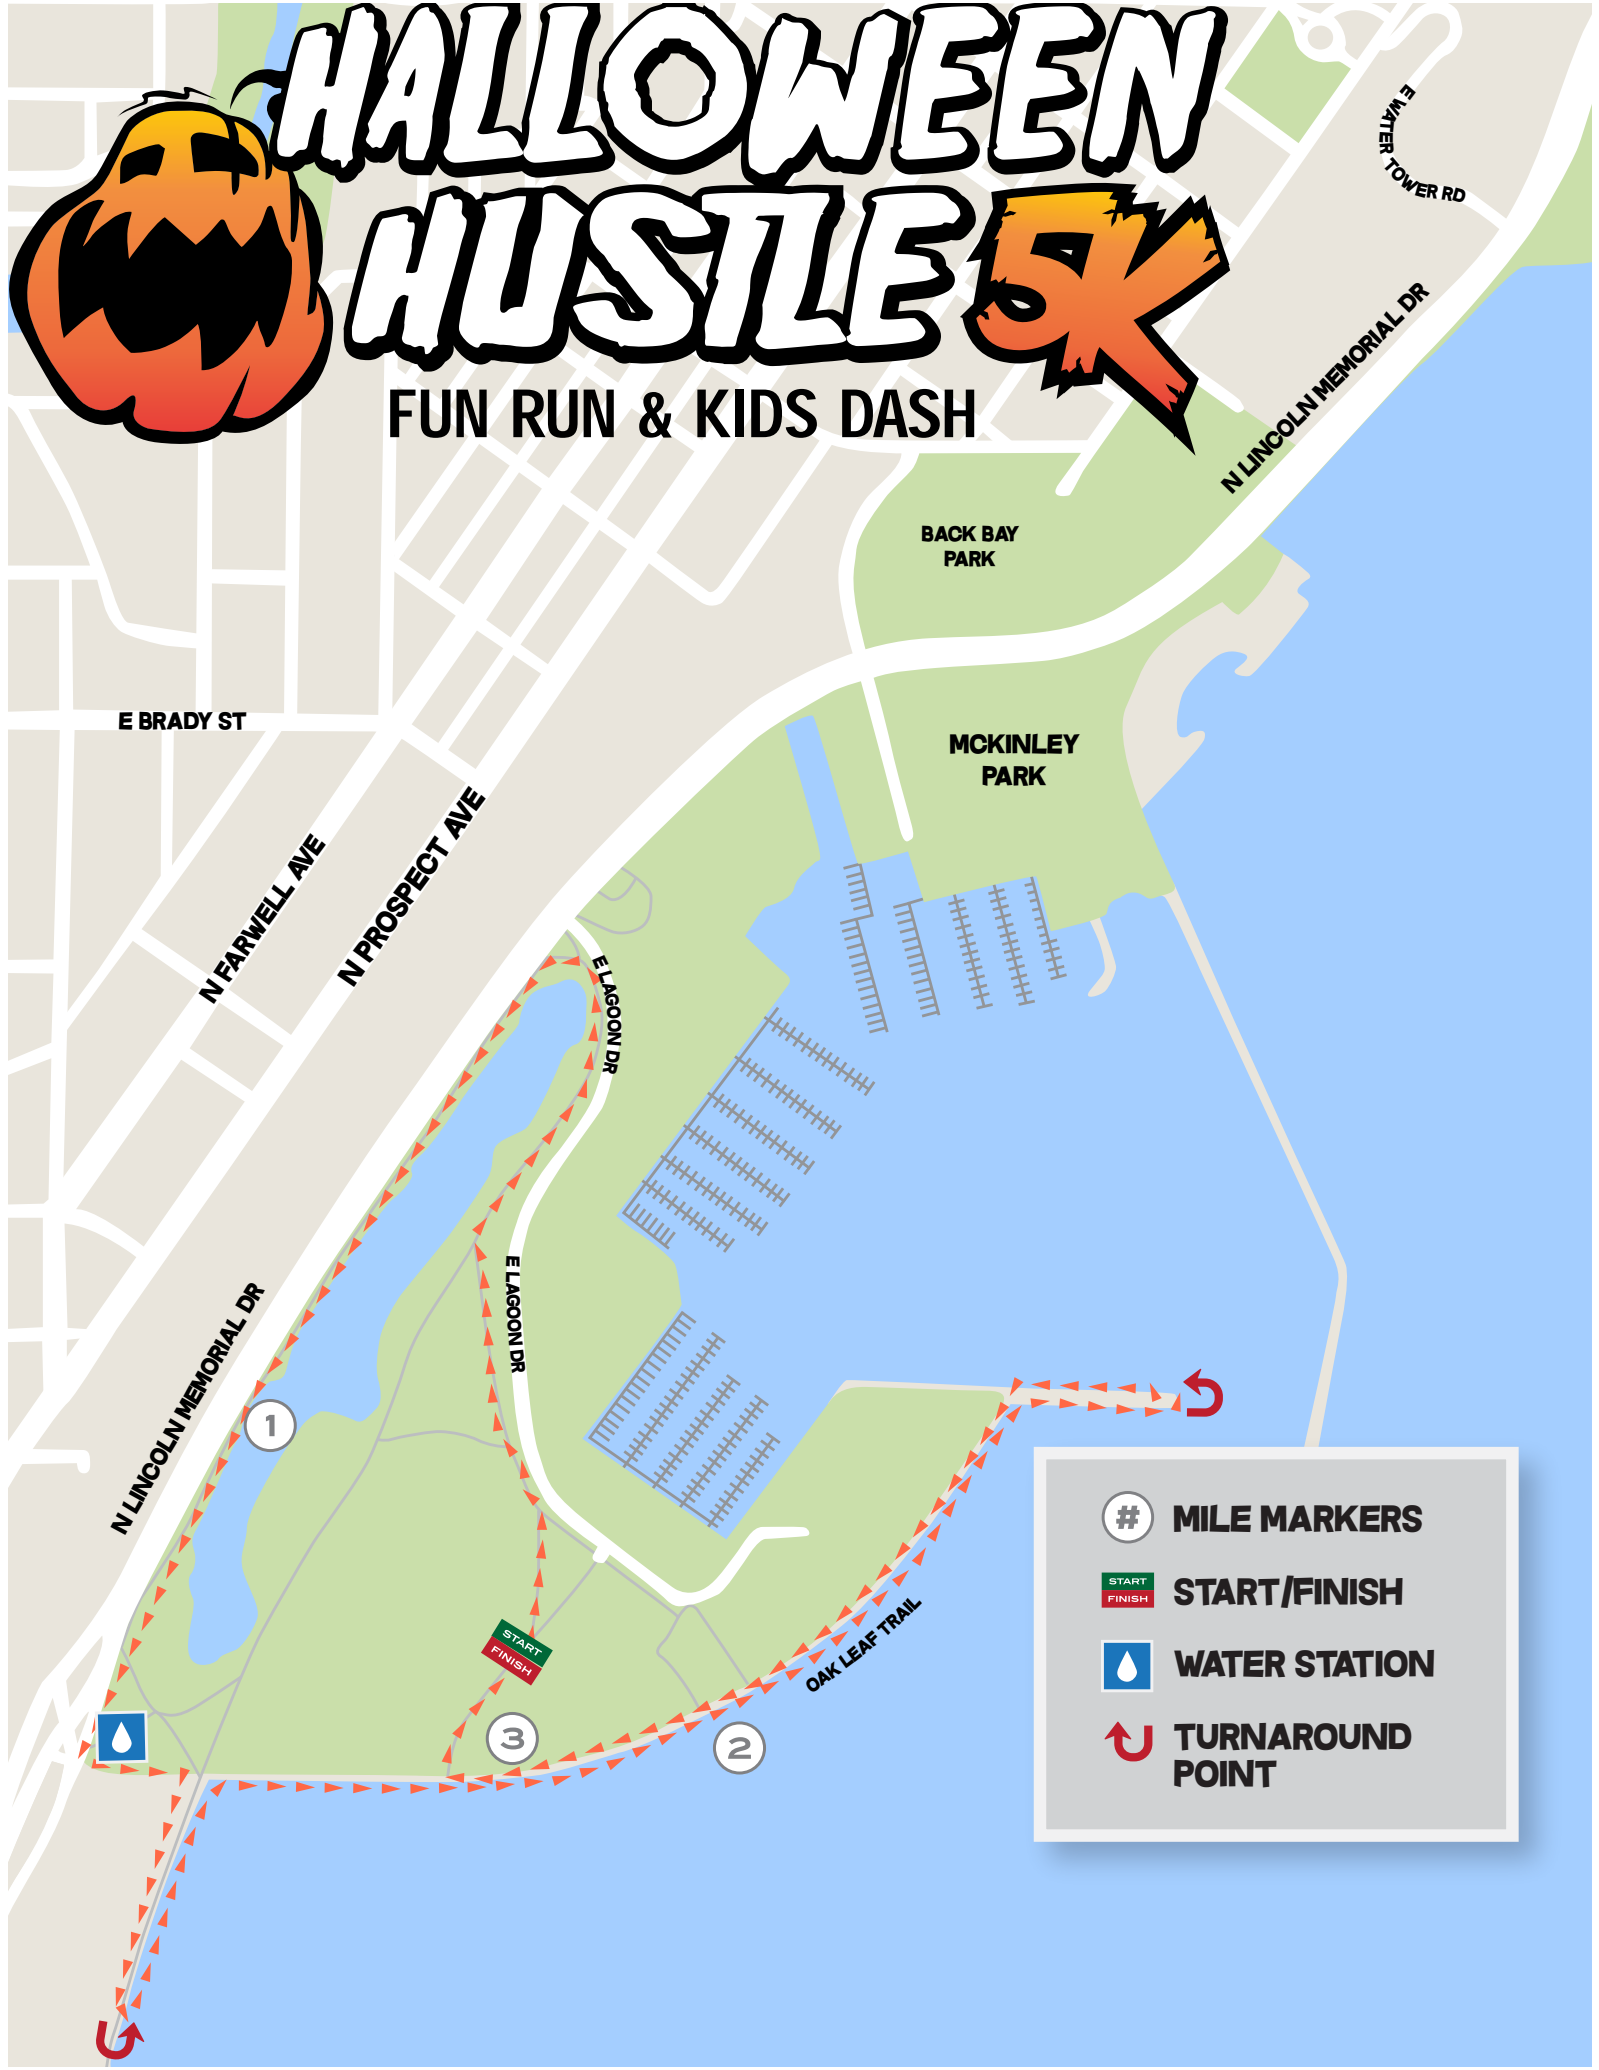 HALLOWEEN
HUSTLE 5K
FUN RUN & KIDS DASH
E WATER TOWER RD
N LINCOLN MEMORIAL DR
BACK BAY
PARK
E BRADY ST
MCKINLEY
PARK
N FARWELL AVE
N PROSPECT AVE
E LAGOON DR
E LAGOON DR
N LINCOLN MEMORIAL DR
1
START
FINISH
OAK LEAF TRAIL
3
2
# MILE MARKERS
START
FINISH
START/FINISH
WATER STATION
TURNAROUND
POINT